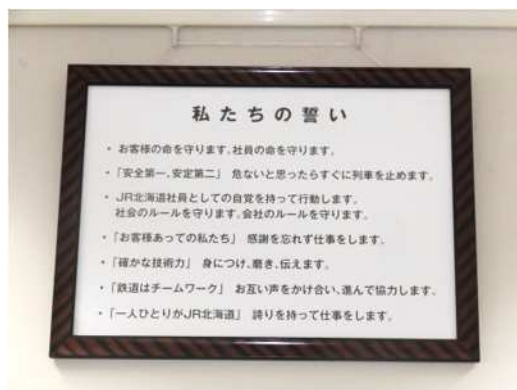 私たちの誓い
・お客様の命を守ります。社員の命を守ります。
・「安全第一、安定第二」 危ないと思ったらすぐに列車を止めます。
・JR北海道社員としての自覚を持って行動します。
社会のルールを守ります。会社のルールを守ります。
・「お客様あっての私たち」 感謝を忘れず仕事をします。
・「確かな技術力」 身につけ、磨き、伝えます。
・「鉄道はチームワーク」 お互い声をかけ合い、進んで協力します。
・「一人ひとりがJR北海道」 誇りを持って仕事をします。